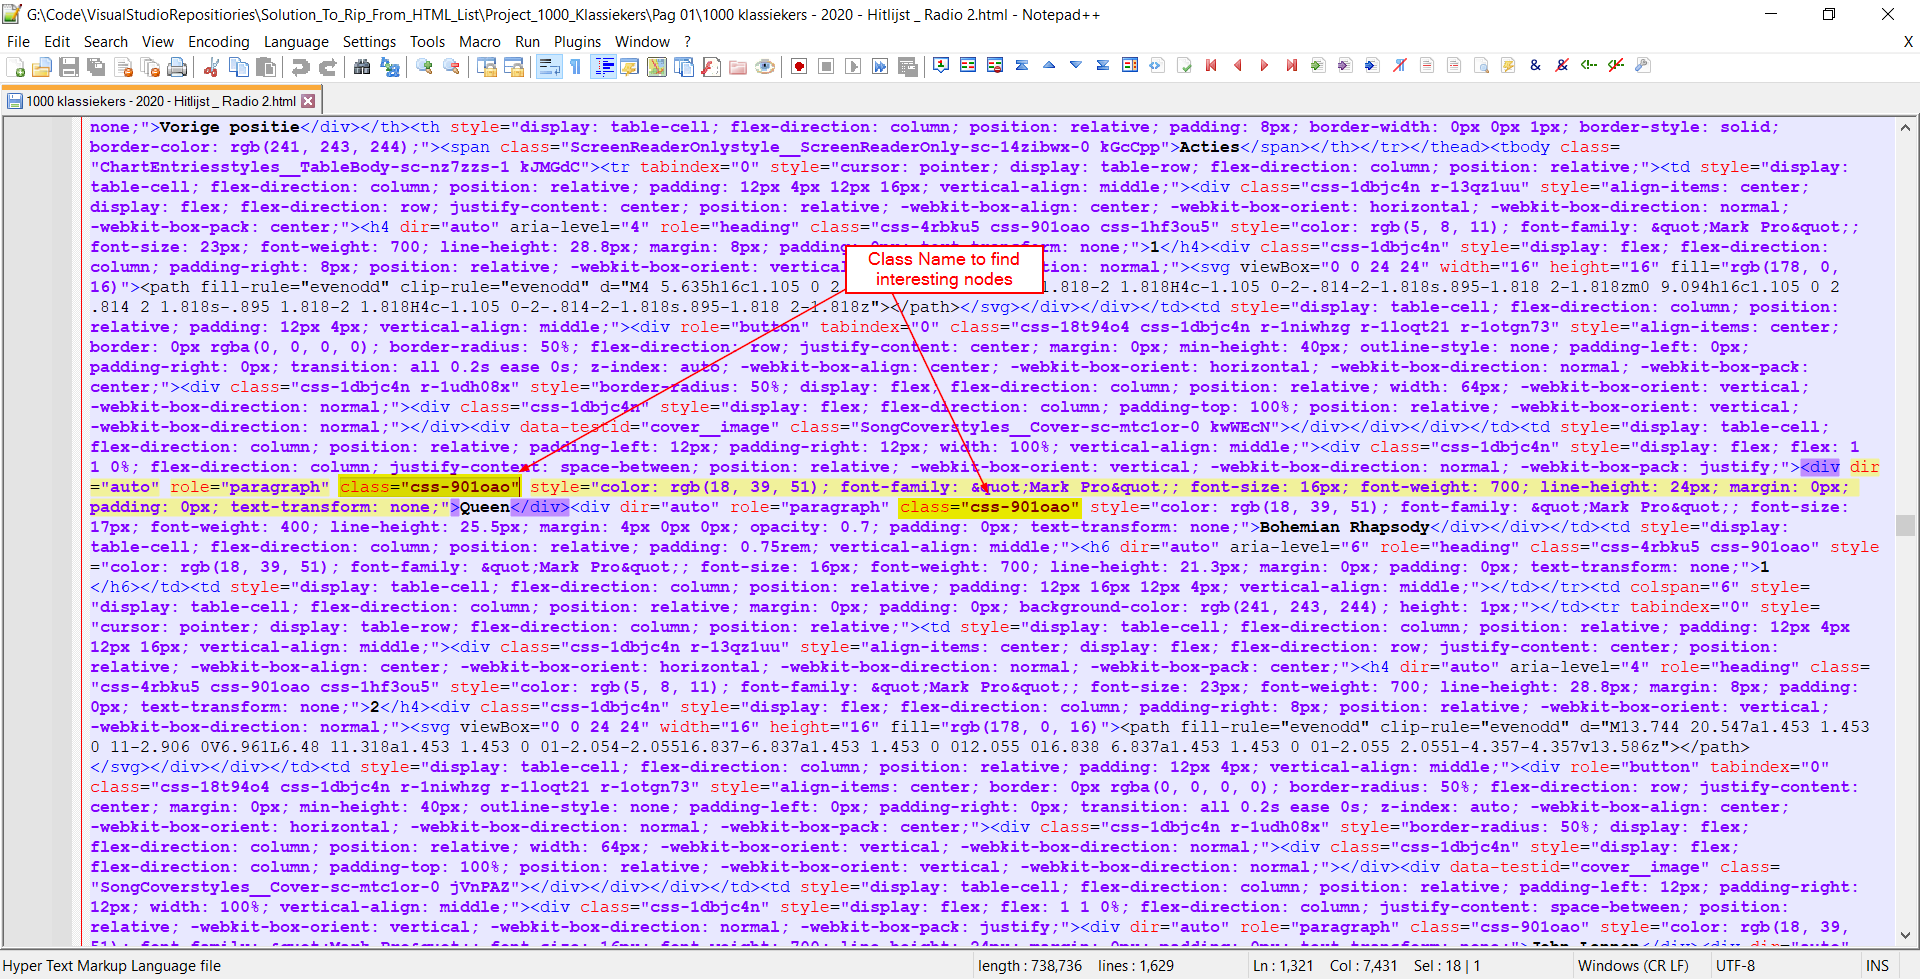 G:\Code\VisualStudioRepositiories\Solution_To_Rip_From_HTML_List\Project_1000_Klassiekers\Pag 01\1000 klassiekers - 2020 - Hitlijst _ Radio 2.html - Notepad++
File Edit Search View Encoding Language Settings Tools Macro Run Plugins Window ? X
1000 klassiekers - 2020 - Hitlijst _ Radio 2.html
none;">Vorige positie</div></th><th style="display: table-cell; flex-direction: column; position: relative; padding: 8px; border-width: 0px 0px 1px; border-style: solid;
border-color: rgb(241, 243, 244);"><span class="ScreenReaderOnlystyle__ScreenReaderOnly-sc-14zibwx-0 kGcCpp">Acties</span></th></tr></thead><tbody class=
"ChartEntriesstyles__TableBody-sc-nz7zzs-1 kJMGdC"><tr tabindex="0" style="cursor: pointer; display: table-row; flex-direction: column; position: relative;"><td style="display:
table-cell; flex-direction: column; position: relative; padding: 12px 4px 12px 16px; vertical-align: middle;"><div class="css-1dbjc4n r-13qz1uu" style="align-items: center;
display: flex; flex-direction: row; justify-content: center; position: relative; -webkit-box-align: center; -webkit-box-orient: horizontal; -webkit-box-direction: normal;
-webkit-box-pack: center;"><h4 dir="auto" aria-level="4" role="heading" class="css-4rbku5 css-901oao css-1hf3ou5" style="color: rgb(5, 8, 11); font-family: &quot;Mark Pro&quot;;
font-size: 23px; font-weight: 700; line-height: 28.8px; margin: 8px; padding: none;">1</h4><div class="css-1dbjc4n" style="display: flex; flex-direction:
Class Name to find
interesting nodes
column; padding-right: 8px; position: relative; -webkit-box-orient: normal;"><svg viewBox="0 0 24 24" width="16" height="16" fill="rgb(178, 0,
16)"><path fill-rule="evenodd" clip-rule="evenodd" d="M4 5.635h16c1.105 0 2 1.818-2 1.818H4c-1.105 0-2-.814-2-1.818s.895-1.818 2-1.818zm0 9.094h16c1.105 0 2
.814 2 1.818s-.895 1.818-2 1.818H4c-1.105 0-2-.814-2-1.818s.895-1.818 2-1.818z"></path></svg></div></div></td><td style="display: table-cell; flex-direction: column; position:
relative; padding: 12px 4px; vertical-align: middle;"><div role="button" tabindex="0" class="css-18t94o4 css-1dbjc4n r-1niwhzg r-1loqt21 r-1otgn73" style="align-items: center;
border: 0px rgba(0, 0, 0, 0); border-radius: 50%; flex-direction: row; justify-content: center; margin: 0px; min-height: 40px; outline-style: none; padding-left: 0px;
padding-right: 0px; transition: all 0.2s ease 0s; z-index: auto; -webkit-box-align: center; -webkit-box-orient: horizontal; -webkit-box-direction: normal; -webkit-box-pack:
center;"><div class="css-1dbjc4n r-1udh08x" style="border-radius: 50%; display: flex; flex-direction: column; position: relative; width: 64px; -webkit-box-orient: vertical;
-webkit-box-direction: normal;"><div class="css-1dbjc4n" style="display: flex; flex-direction: column; padding-top: 100%; position: relative; -webkit-box-orient: vertical;
-webkit-box-direction: normal;"></div><div data-testid="cover__image" class="SongCoverstyles__Cover-sc-mtc1or-0 kwWEcN"></div></div></div></td><td style="display: table-cell;
flex-direction: column; position: relative; padding-left: 12px; padding-right: 12px; width: 100%; vertical-align: middle;"><div class="css-1dbjc4n" style="display: flex; flex: 1
1 0%; flex-direction: column; justify-content: space-between; position: relative; -webkit-box-orient: vertical; -webkit-box-direction: normal; -webkit-box-pack: justify;"><div dir
="auto" role="paragraph" class="css-901oao" style="color: rgb(18, 39, 51); font-family: &quot;Mark Pro&quot;; font-size: 16px; font-weight: 700; line-height: 24px; margin: 0px;
padding: 0px; text-transform: none;">Queen</div><div dir="auto" role="paragraph" class="css-901oao" style="color: rgb(18, 39, 51); font-family: &quot;Mark Pro&quot;; font-size:
17px; font-weight: 400; line-height: 25.5px; margin: 4px 0px 0px; opacity: 0.7; padding: 0px; text-transform: none;">Bohemian Rhapsody</div></div></td><td style="display:
table-cell; flex-direction: column; position: relative; padding: 0.75rem; vertical-align: middle;"><h6 dir="auto" aria-level="6" role="heading" class="css-4rbku5 css-901oao" style
="color: rgb(18, 39, 51); font-family: &quot;Mark Pro&quot;; font-size: 16px; font-weight: 700; line-height: 21.3px; margin: 0px; padding: 0px; text-transform: none;">1
</h6></td><td style="display: table-cell; flex-direction: column; position: relative; padding: 12px 16px 12px 4px; vertical-align: middle;"></td></tr><td colspan="6" style=
"display: table-cell; flex-direction: column; position: relative; margin: 0px; padding: 0px; background-color: rgb(241, 243, 244); height: 1px;"></td><tr tabindex="0" style=
"cursor: pointer; display: table-row; flex-direction: column; position: relative;"><td style="display: table-cell; flex-direction: column; position: relative; padding: 12px 4px
12px 16px; vertical-align: middle;"><div class="css-1dbjc4n r-13qz1uu" style="align-items: center; display: flex; flex-direction: row; justify-content: center; position:
relative; -webkit-box-align: center; -webkit-box-orient: horizontal; -webkit-box-direction: normal; -webkit-box-pack: center;"><h4 dir="auto" aria-level="4" role="heading" class=
"css-4rbku5 css-901oao css-1hf3ou5" style="color: rgb(5, 8, 11); font-family: &quot;Mark Pro&quot;; font-size: 23px; font-weight: 700; line-height: 28.8px; margin: 8px; padding:
0px; text-transform: none;">2</h4><div class="css-1dbjc4n" style="display: flex; flex-direction: column; padding-right: 8px; position: relative; -webkit-box-orient: vertical;
-webkit-box-direction: normal;"><svg viewBox="0 0 24 24" width="16" height="16" fill="rgb(178, 0, 16)"><path fill-rule="evenodd" clip-rule="evenodd" d="M13.744 20.547a1.453 1.453
0 11-2.906 0V6.961L6.48 11.318a1.453 1.453 0 01-2.054-2.055l6.837-6.837a1.453 1.453 0 012.055 0l6.838 6.837a1.453 1.453 0 01-2.055 2.055l-4.357-4.357v13.586z"></path>
</svg></div></div></td><td style="display: table-cell; flex-direction: column; position: relative; padding: 12px 4px; vertical-align: middle;"><div role="button" tabindex="0"
class="css-18t94o4 css-1dbjc4n r-1niwhzg r-1loqt21 r-1otgn73" style="align-items: center; border: 0px rgba(0, 0, 0, 0); border-radius: 50%; flex-direction: row; justify-content:
center; margin: 0px; min-height: 40px; outline-style: none; padding-left: 0px; padding-right: 0px; transition: all 0.2s ease 0s; z-index: auto; -webkit-box-align: center;
-webkit-box-orient: horizontal; -webkit-box-direction: normal; -webkit-box-pack: center;"><div class="css-1dbjc4n r-1udh08x" style="border-radius: 50%; display: flex;
flex-direction: column; position: relative; width: 64px; -webkit-box-orient: vertical; -webkit-box-direction: normal;"><div class="css-1dbjc4n" style="display: flex;
flex-direction: column; padding-top: 100%; position: relative; -webkit-box-orient: vertical; -webkit-box-direction: normal;"></div><div data-testid="cover__image" class=
"SongCoverstyles__Cover-sc-mtc1or-0 jVnPAZ"></div></div></div></td><td style="display: table-cell; flex-direction: column; position: relative; padding-left: 12px; padding-right:
12px; width: 100%; vertical-align: middle;"><div class="css-1dbjc4n" style="display: flex; flex: 1 1 0%; flex-direction: column; justify-content: space-between; position:
relative; -webkit-box-orient: vertical; -webkit-box-direction: normal; -webkit-box-pack: justify;"><div dir="auto" role="paragraph" class="css-901oao" style="color: rgb(18, 39,
Hyper Text Markup Language file length : 738,736 lines : 1,629 Ln : 1,321 Col : 7,431 Sel : 18 | 1 Windows (CR LF) UTF-8 INS